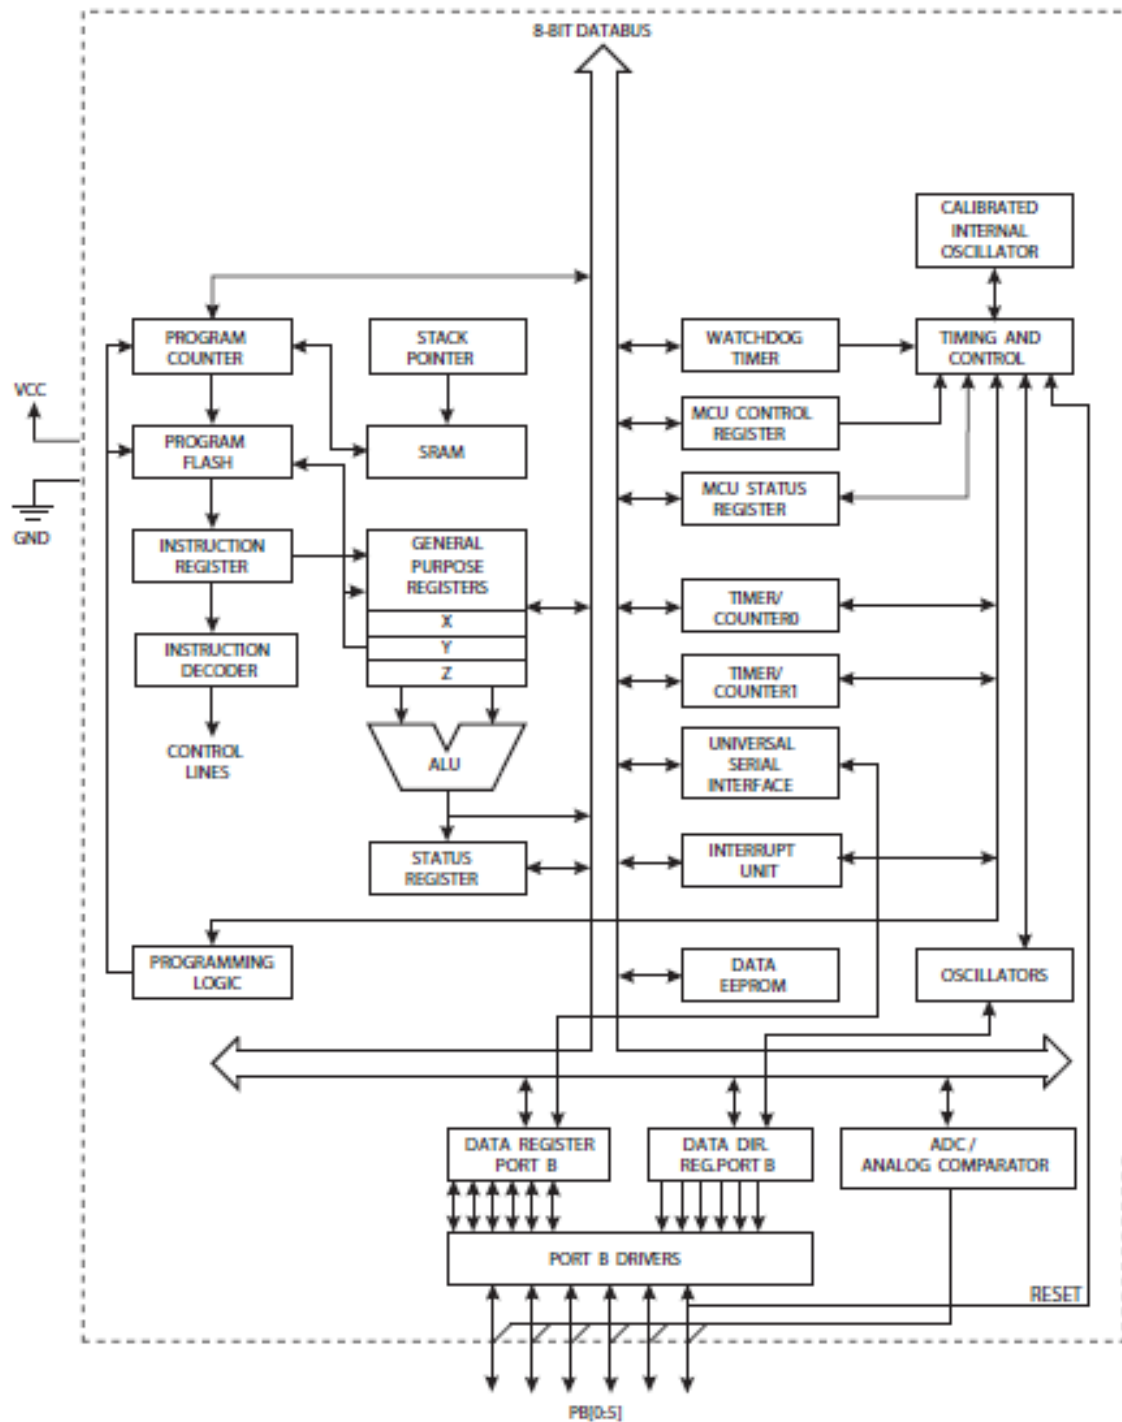 8-BIT DATABUS
CALIBRATED
INTERNAL
OSCILLATOR
PROGRAM
COUNTER
STACK
POINTER
WATCHDOG
TIMER
TIMING AND
CONTROL
VCC
PROGRAM
FLASH
SRAM
MCU CONTROL
REGISTER
MCU STATUS
REGISTER
GND
INSTRUCTION
REGISTER
GENERAL
PURPOSE
REGISTERS
X
Y
Z
TIMER/
COUNTER0
INSTRUCTION
DECODER
TIMER/
COUNTER1
CONTROL
LINES
ALU
UNIVERSAL
SERIAL
INTERFACE
STATUS
REGISTER
INTERRUPT
UNIT
PROGRAMMING
LOGIC
DATA
EEPROM
OSCILLATORS
DATA REGISTER
PORT B
DATA DIR.
REG.PORT B
ADC /
ANALOG COMPARATOR
PORT B DRIVERS
RESET
PB[0:5]